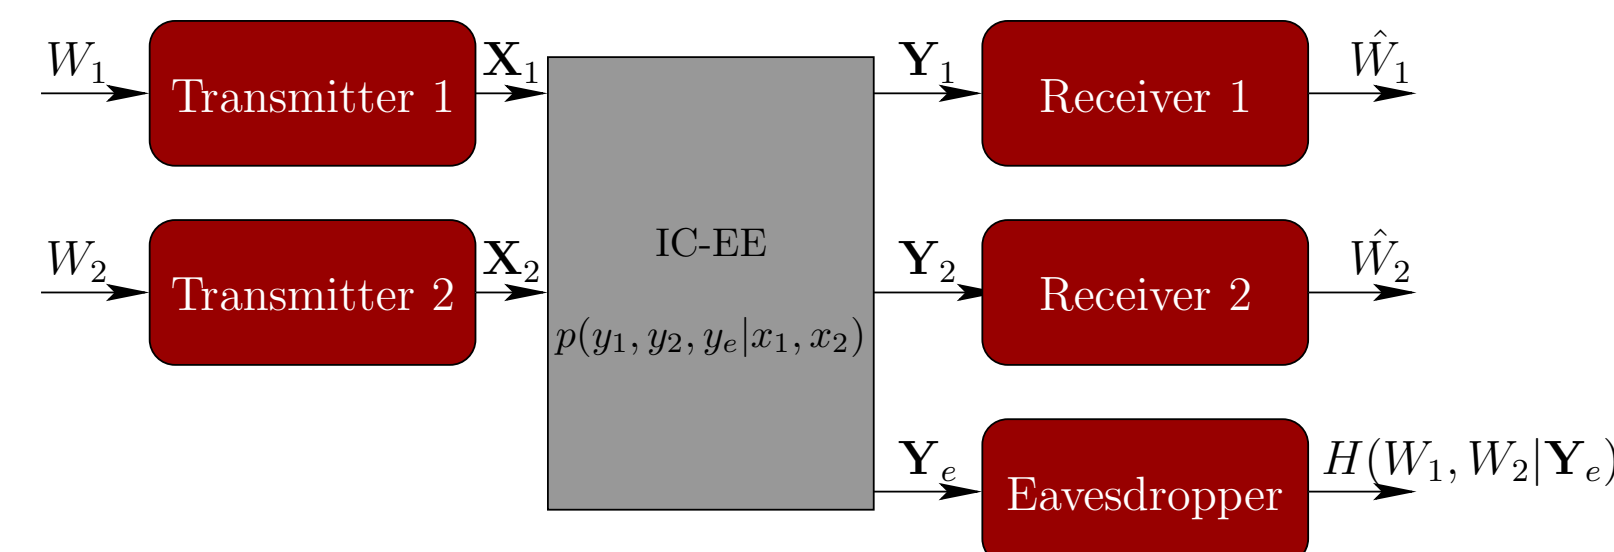 W₁ Transmitter 1 𝐗₁ 𝐘₁ Receiver 1 Ŵ₁
W₂ Transmitter 2 𝐗₂ IC-EE 𝐘₂ Receiver 2 Ŵ₂
p(y₁, y₂, yₑ|x₁, x₂)
𝐘ₑ Eavesdropper H(W₁, W₂|𝐘ₑ)